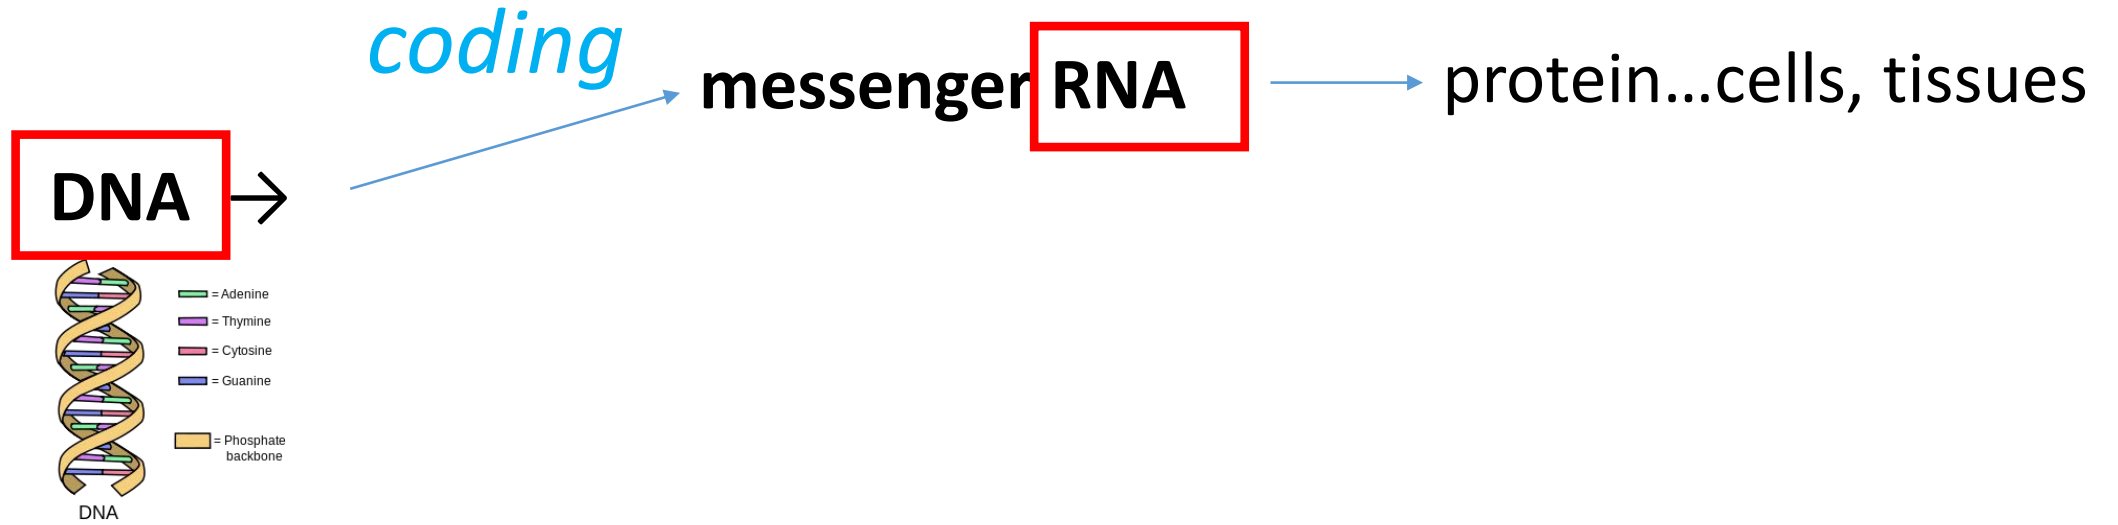 coding
messenger RNA
protein...cells, tissues
DNA
= Adenine
= Thymine
= Cytosine
= Guanine
= Phosphate
backbone
DNA